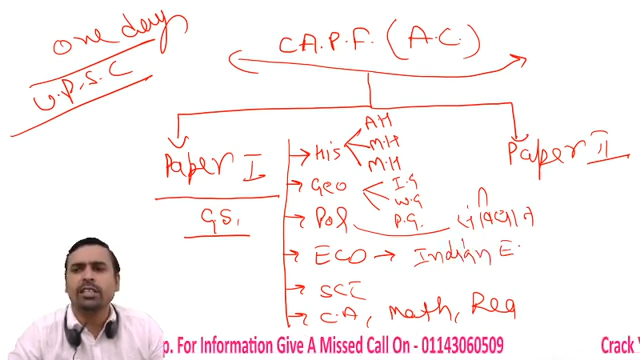 one day
U.P.S.C
C.A.P.F. (A.C.)
Paper I
GS,
His
A.H
M.H
M.H
Geo
I.G
W.G
P.G.
Pol
संविधान
ECO → Indian E.
SCI
C.A, Math, Rea
Paper II
p. For Information Give A Missed Call On - 01143060509
Crack Y